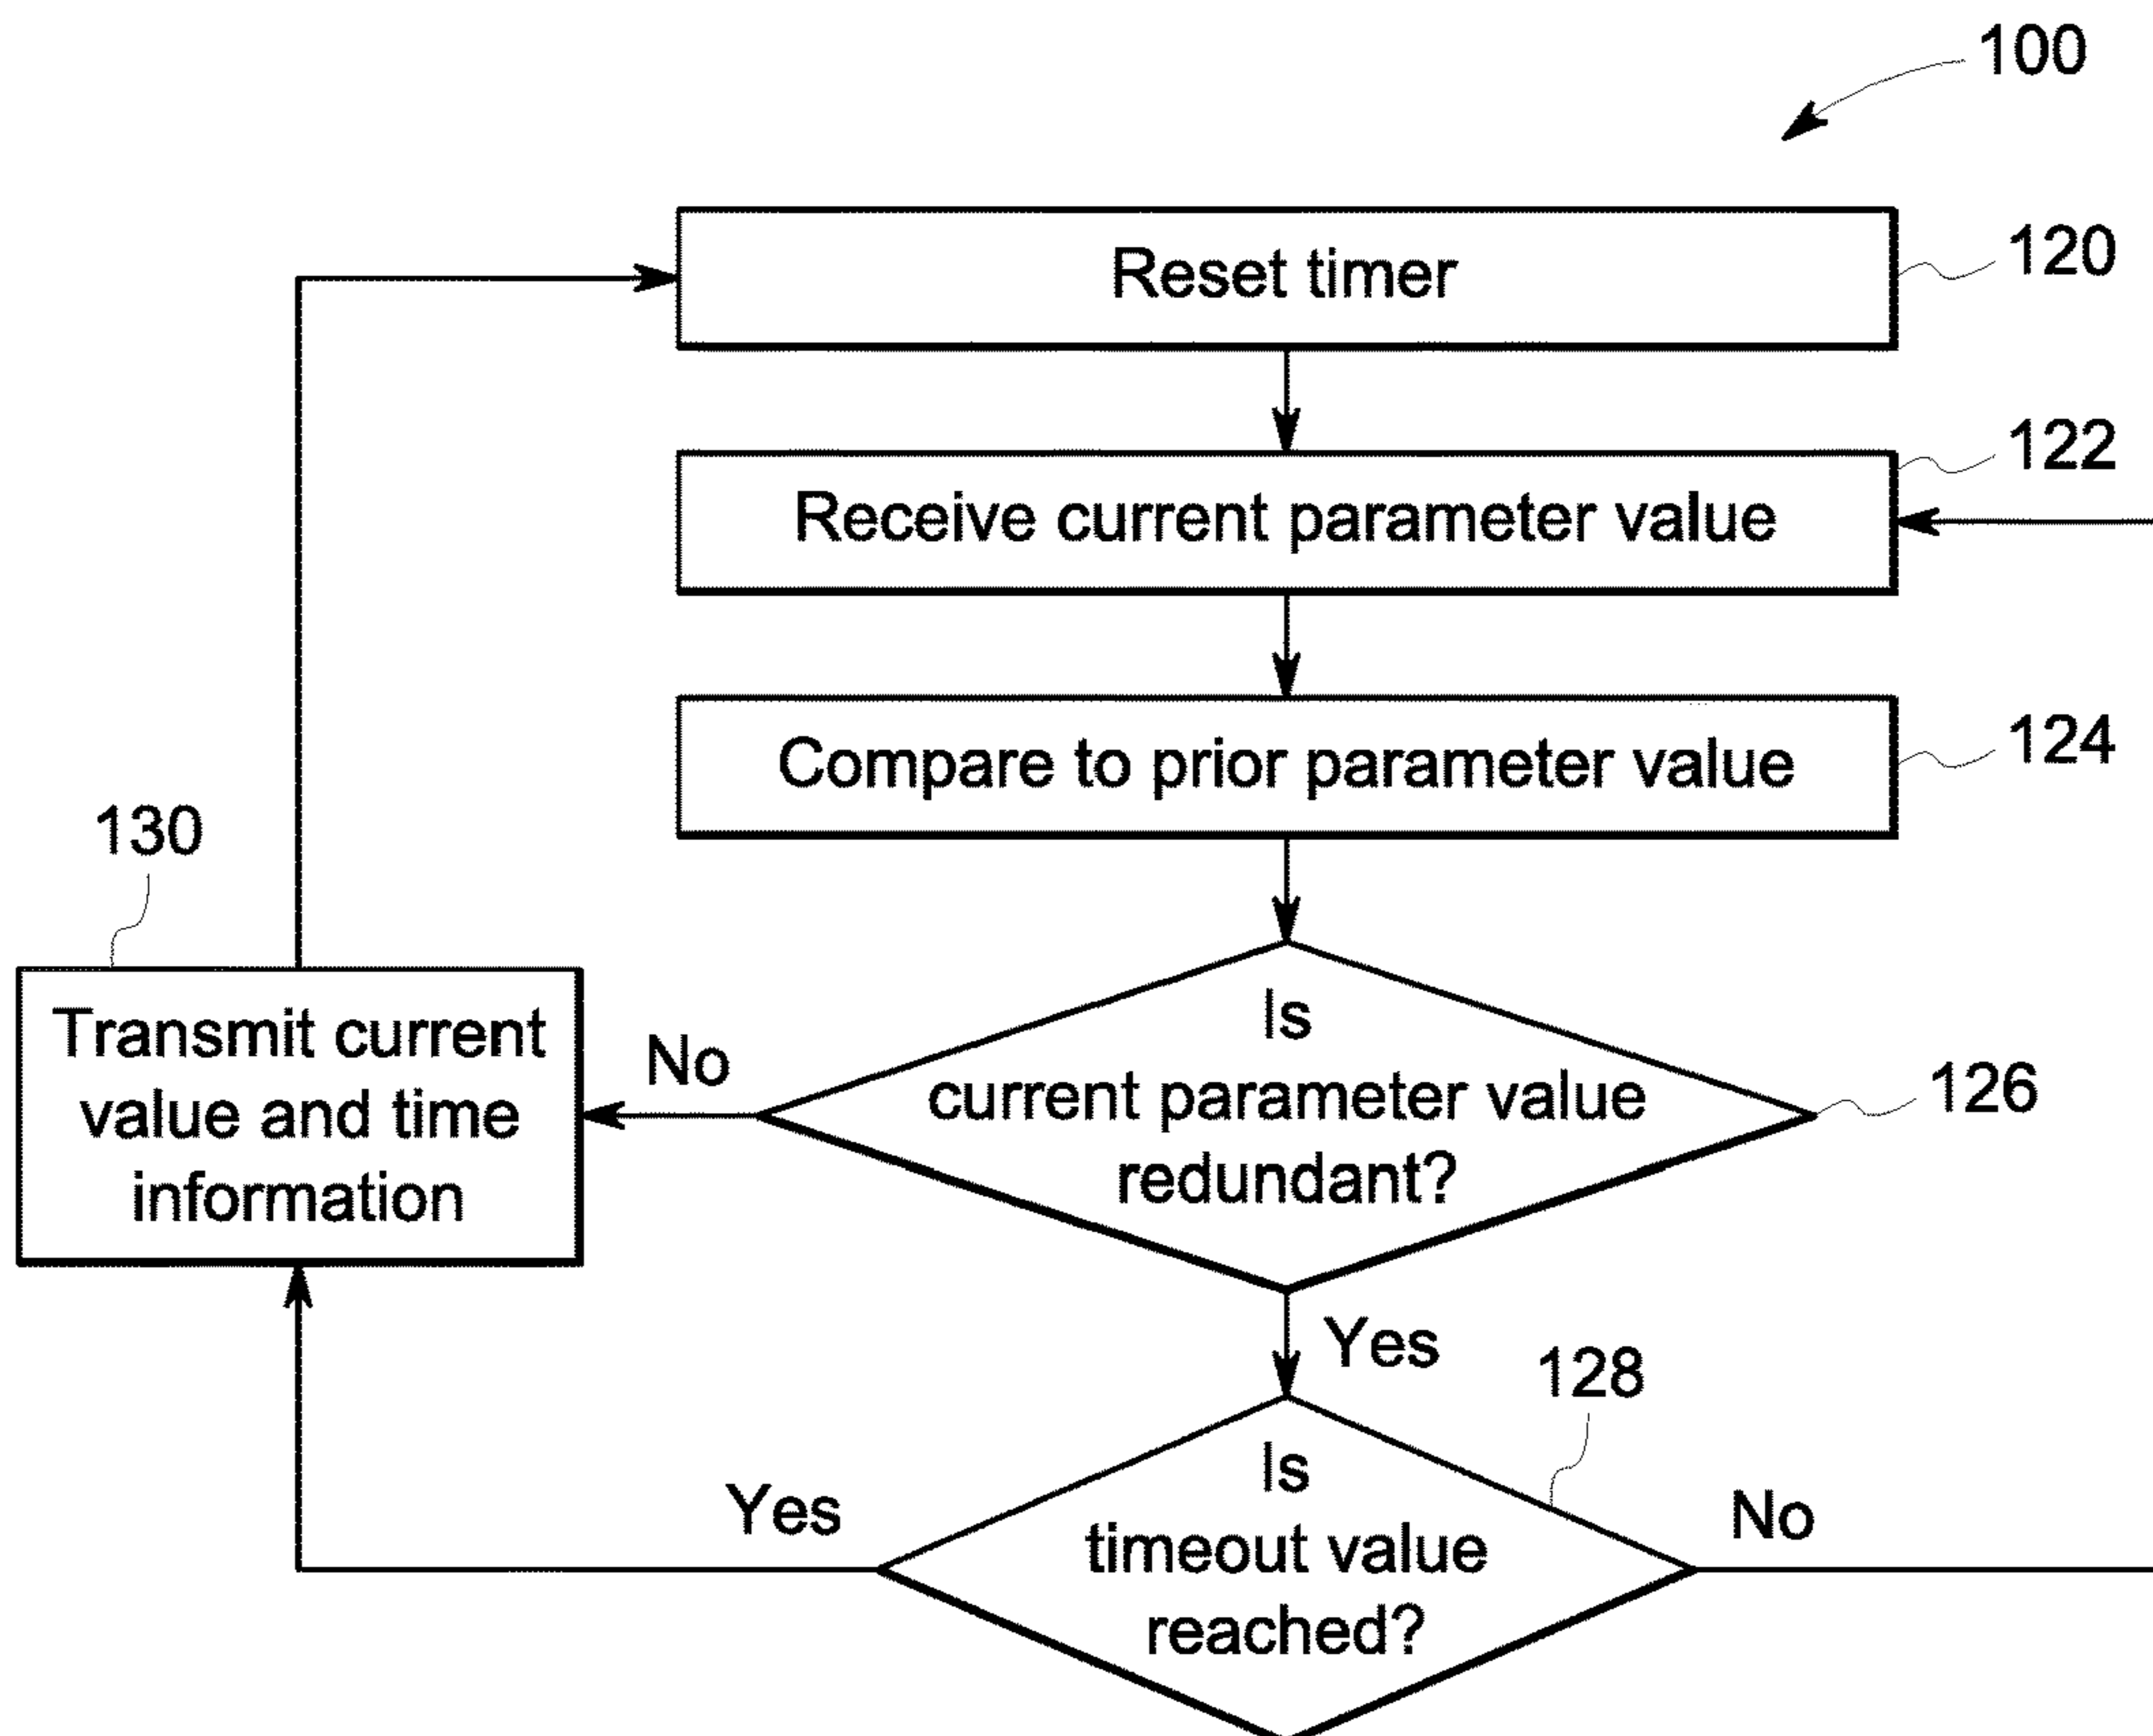 100
Reset timer
120
Receive current parameter value
122
Compare to prior parameter value
124
130
Transmit current
value and time
information
No
Is
current parameter value
redundant?
126
Yes
128
Is
timeout value
reached?
Yes
No